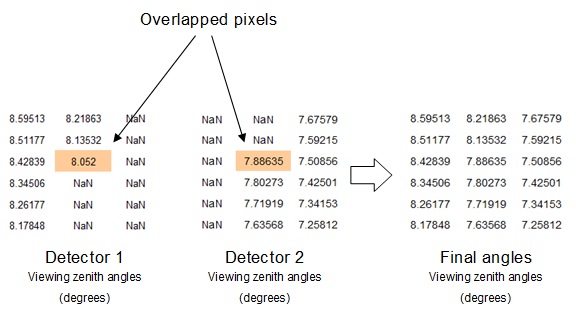 Overlapped pixels
8.59513 8.21863 NaN NaN NaN 7.67579 8.59513 8.21863 7.67579
8.51177 8.13532 NaN NaN NaN 7.59215 8.51177 8.13532 7.59215
8.42839 8.052 NaN NaN 7.88635 7.50856 8.42839 7.88635 7.50856
8.34506 NaN NaN NaN 7.80273 7.42501 8.34506 7.80273 7.42501
8.26177 NaN NaN NaN 7.71919 7.34153 8.26177 7.71919 7.34153
8.17848 NaN NaN NaN 7.63568 7.25812 8.17848 7.63568 7.25812
Detector 1 Detector 2 Final angles
Viewing zenith angles Viewing zenith angles Viewing zenith angles
(degrees) (degrees) (degrees)